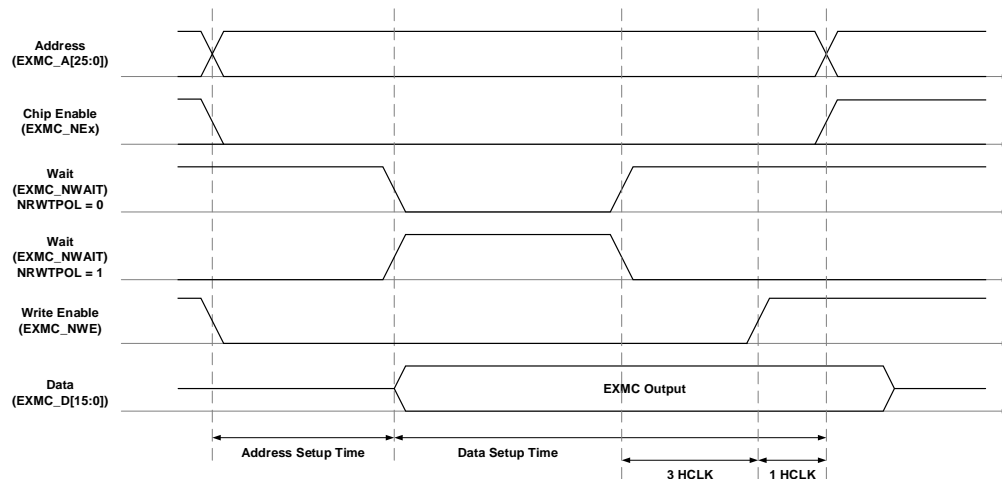 Address
(EXMC_A[25:0])
Chip Enable
(EXMC_NEx)
Wait
(EXMC_NWAIT)
NRWTPOL = 0
Wait
(EXMC_NWAIT)
NRWTPOL = 1
Write Enable
(EXMC_NWE)
Data
(EXMC_D[15:0])
EXMC Output
Address Setup Time
Data Setup Time
3 HCLK
1 HCLK